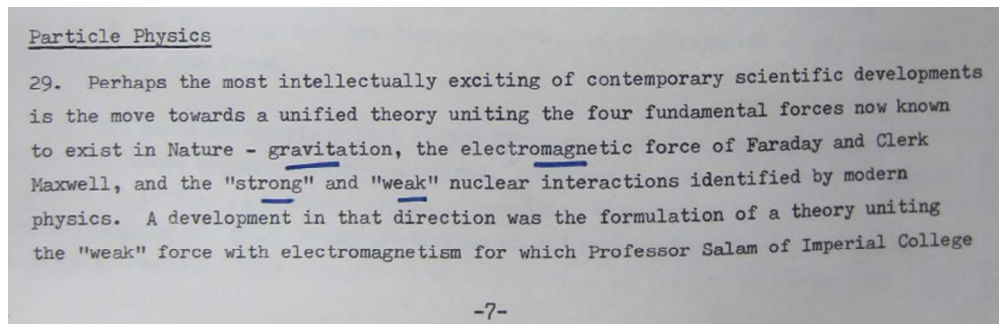 Particle Physics
29. Perhaps the most intellectually exciting of contemporary scientific developments
is the move towards a unified theory uniting the four fundamental forces now known
to exist in Nature - gravitation, the electromagnetic force of Faraday and Clerk
Maxwell, and the "strong" and "weak" nuclear interactions identified by modern
physics. A development in that direction was the formulation of a theory uniting
the "weak" force with electromagnetism for which Professor Salam of Imperial College
-7-